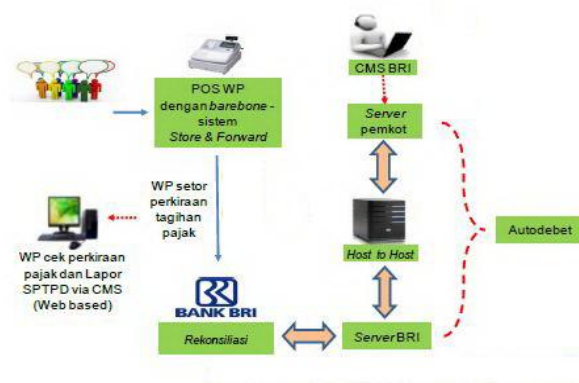 POS WP
dengan barebone -
sistem
Store & Forward
CMS BRI
Server
pemkot
WP setor
perkiraan
tagihan
pajak
WP cek perkiraan
pajak dan Lapor
SPTPD via CMS
(Web based)
Host to Host
Autodebet
BANK BRI
Rekonsiliasi
Server BRI